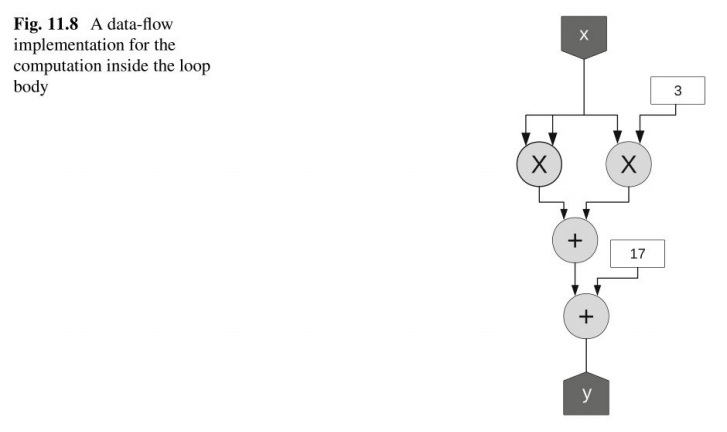 Fig. 11.8 A data-flow
implementation for the
computation inside the loop
body
x
3
X
X
+
17
+
y